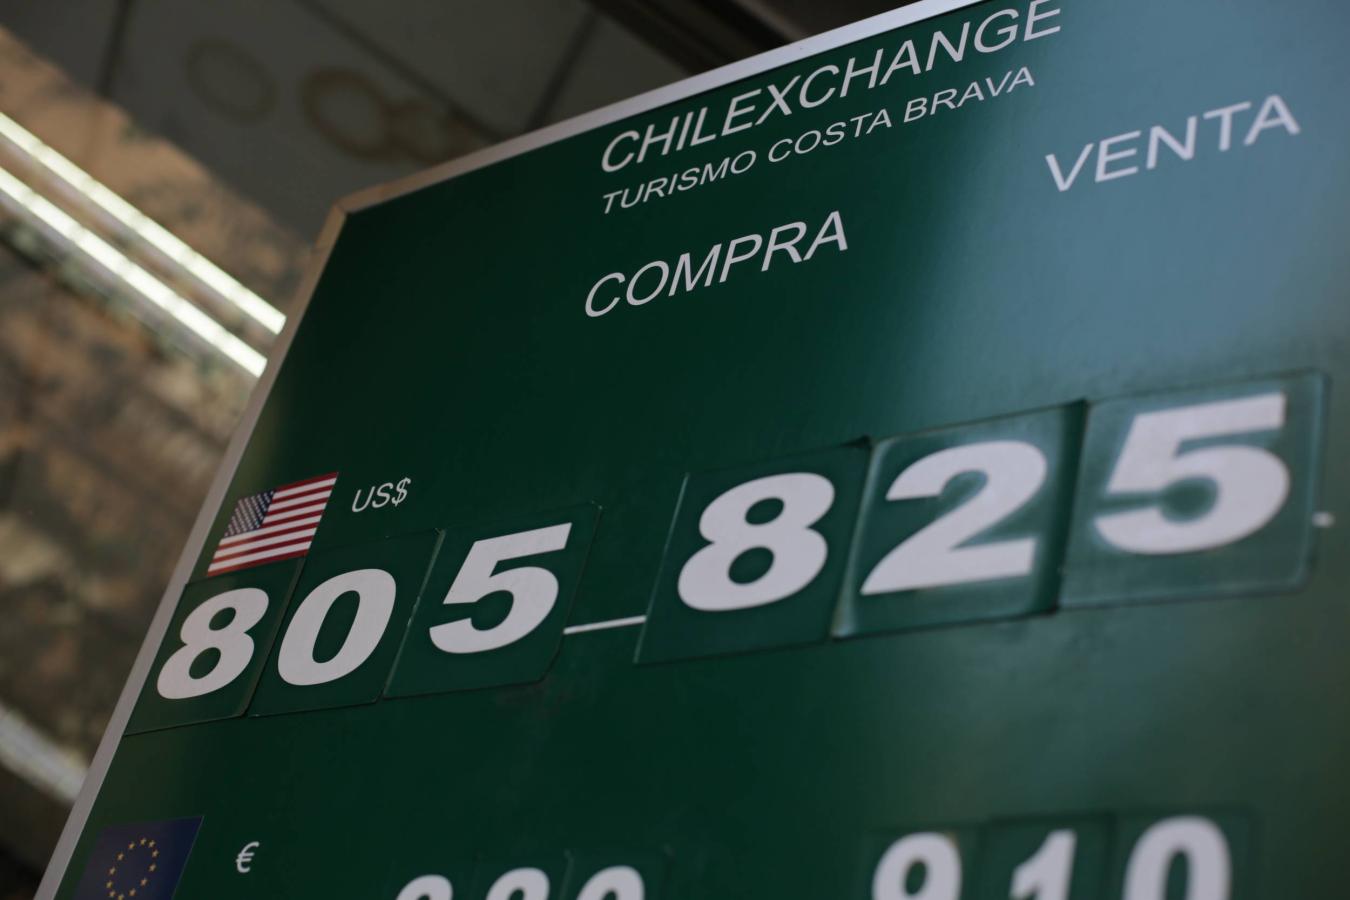 CHILEXCHANGE
TURISMO COSTA BRAVA
COMPRA VENTA
US$
805 825
€
910